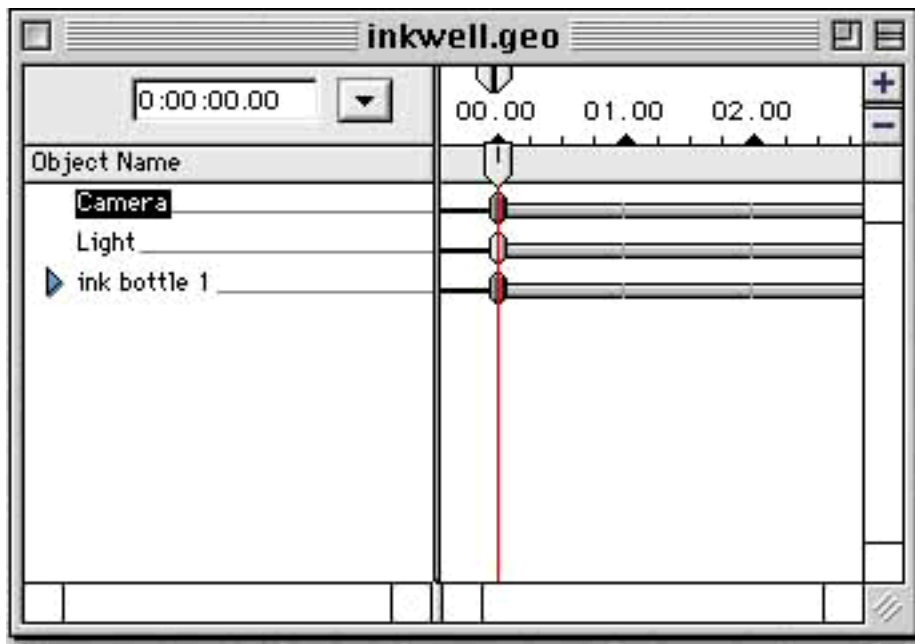 inkwell.geo
0:00:00.00
00.00 01.00 02.00
Object Name
Camera
Light
ink bottle 1